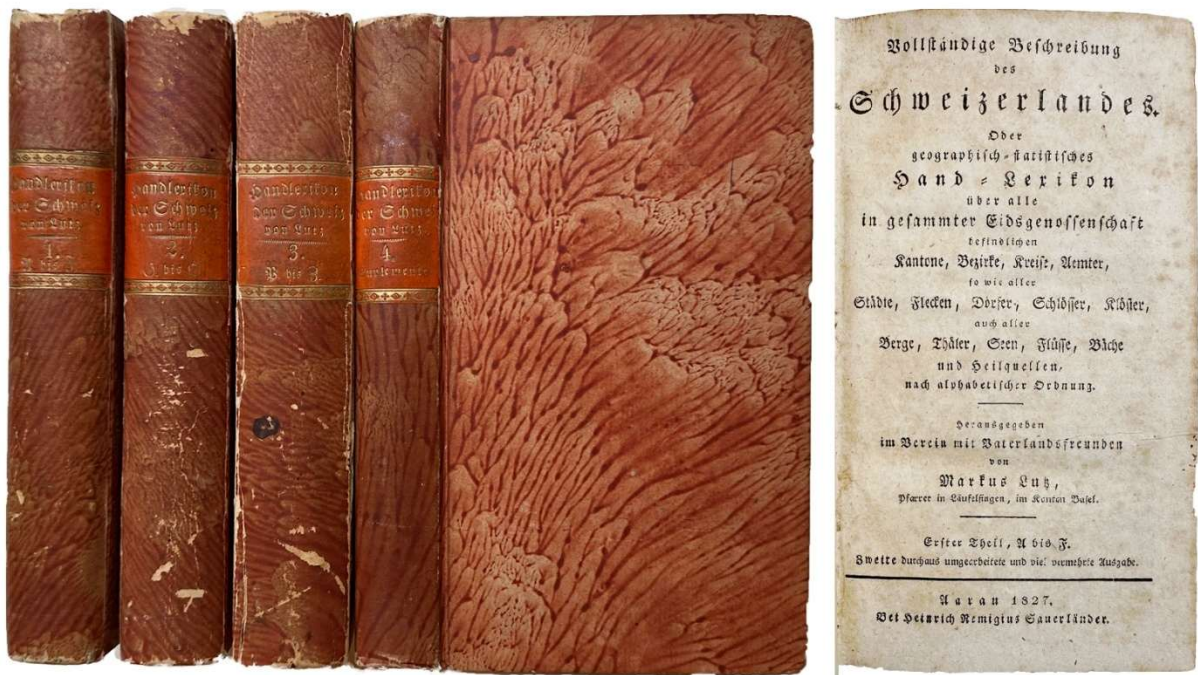 Handlexikon
der Schweiz
von Lutz
1.
A bis F.
Handlexikon
der Schweiz
von Lutz
2.
bis
Handlexikon
der Schweiz
von Lutz
3.
bis Z.
Handlexikon
der Schweiz
von Lutz.
4.
Suplement
Vollständige Beschreibung
des
Schweizerlandes.
Oder
geographisch-statistisches
Hand-Lexikon
über alle
in gesammter Eidsgenossenschaft
befindlichen
Kantone, Bezirke, Kreise, Aemter,
so wie aller
Städte, Flecken, Dörfer, Schlösser, Klöster,
auch aller
Berge, Thäler, Seen, Flüsse, Bäche
und Heilquellen,
nach alphabetischer Ordnung.
Herausgegeben
im Verein mit Vaterlandsfreunden
von
Markus Lutz,
Pfarrer in Läufelfingen, im Kanton Basel.
Erster Theil, A bis F.
Zweite durchaus umgearbeitete und viel vermehrte Ausgabe.
Aarau 1827.
Bei Heinrich Remigius Sauerländer.